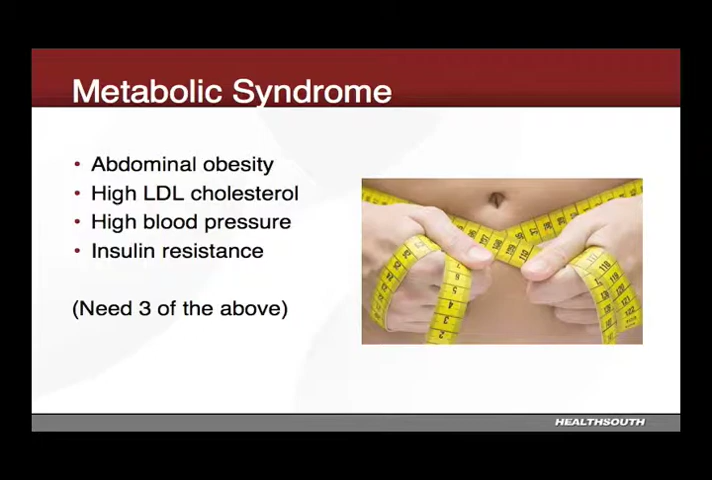 Metabolic Syndrome
• Abdominal obesity
• High LDL cholesterol
• High blood pressure
• Insulin resistance
(Need 3 of the above)
HEALTHSOUTH